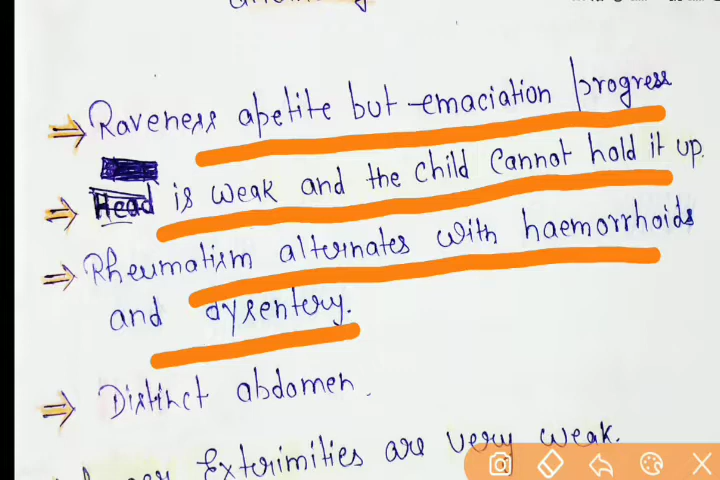 ⇒ Raveness apetite but emaciation progress
⇒ Head is weak and the child cannot hold it up.
⇒ Rheumatism alternates with haemorrhoids
and dysentery.
⇒ Distinct abdomen.
Exterimities are very weak.